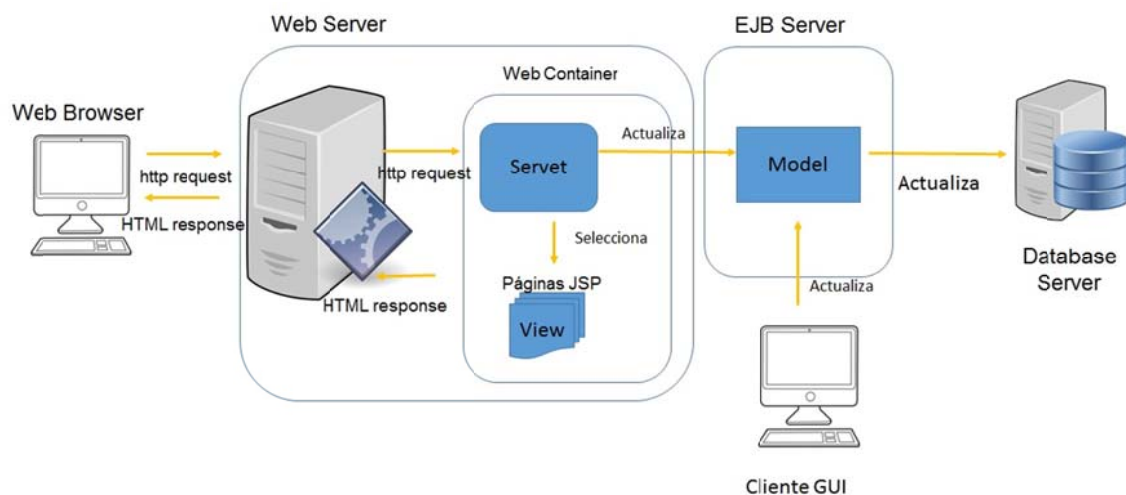 Web Server
EJB Server
Web Container
Web Browser
http request
HTML response
http request
HTML response
Servet
Selecciona
Páginas JSP
View
Actualiza
Model
Actualiza
Actualiza
Database
Server
Cliente GUI